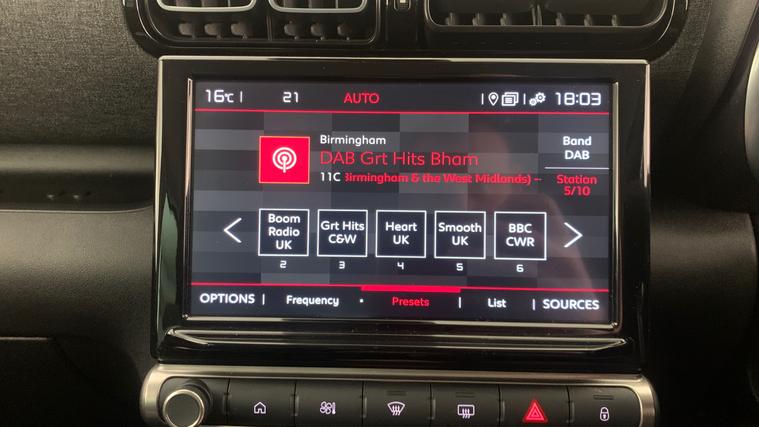 16°C | 21 AUTO | | 18:03
Birmingham
DAB Grt Hits Bham
11C Birmingham & the West Midlands) --
Band
DAB
Station
5/10
Boom
Radio
UK
2
Grt Hits
C&W
3
Heart
UK
4
Smooth
UK
5
BBC
CWR
6
OPTIONS | Frequency • Presets | List | SOURCES